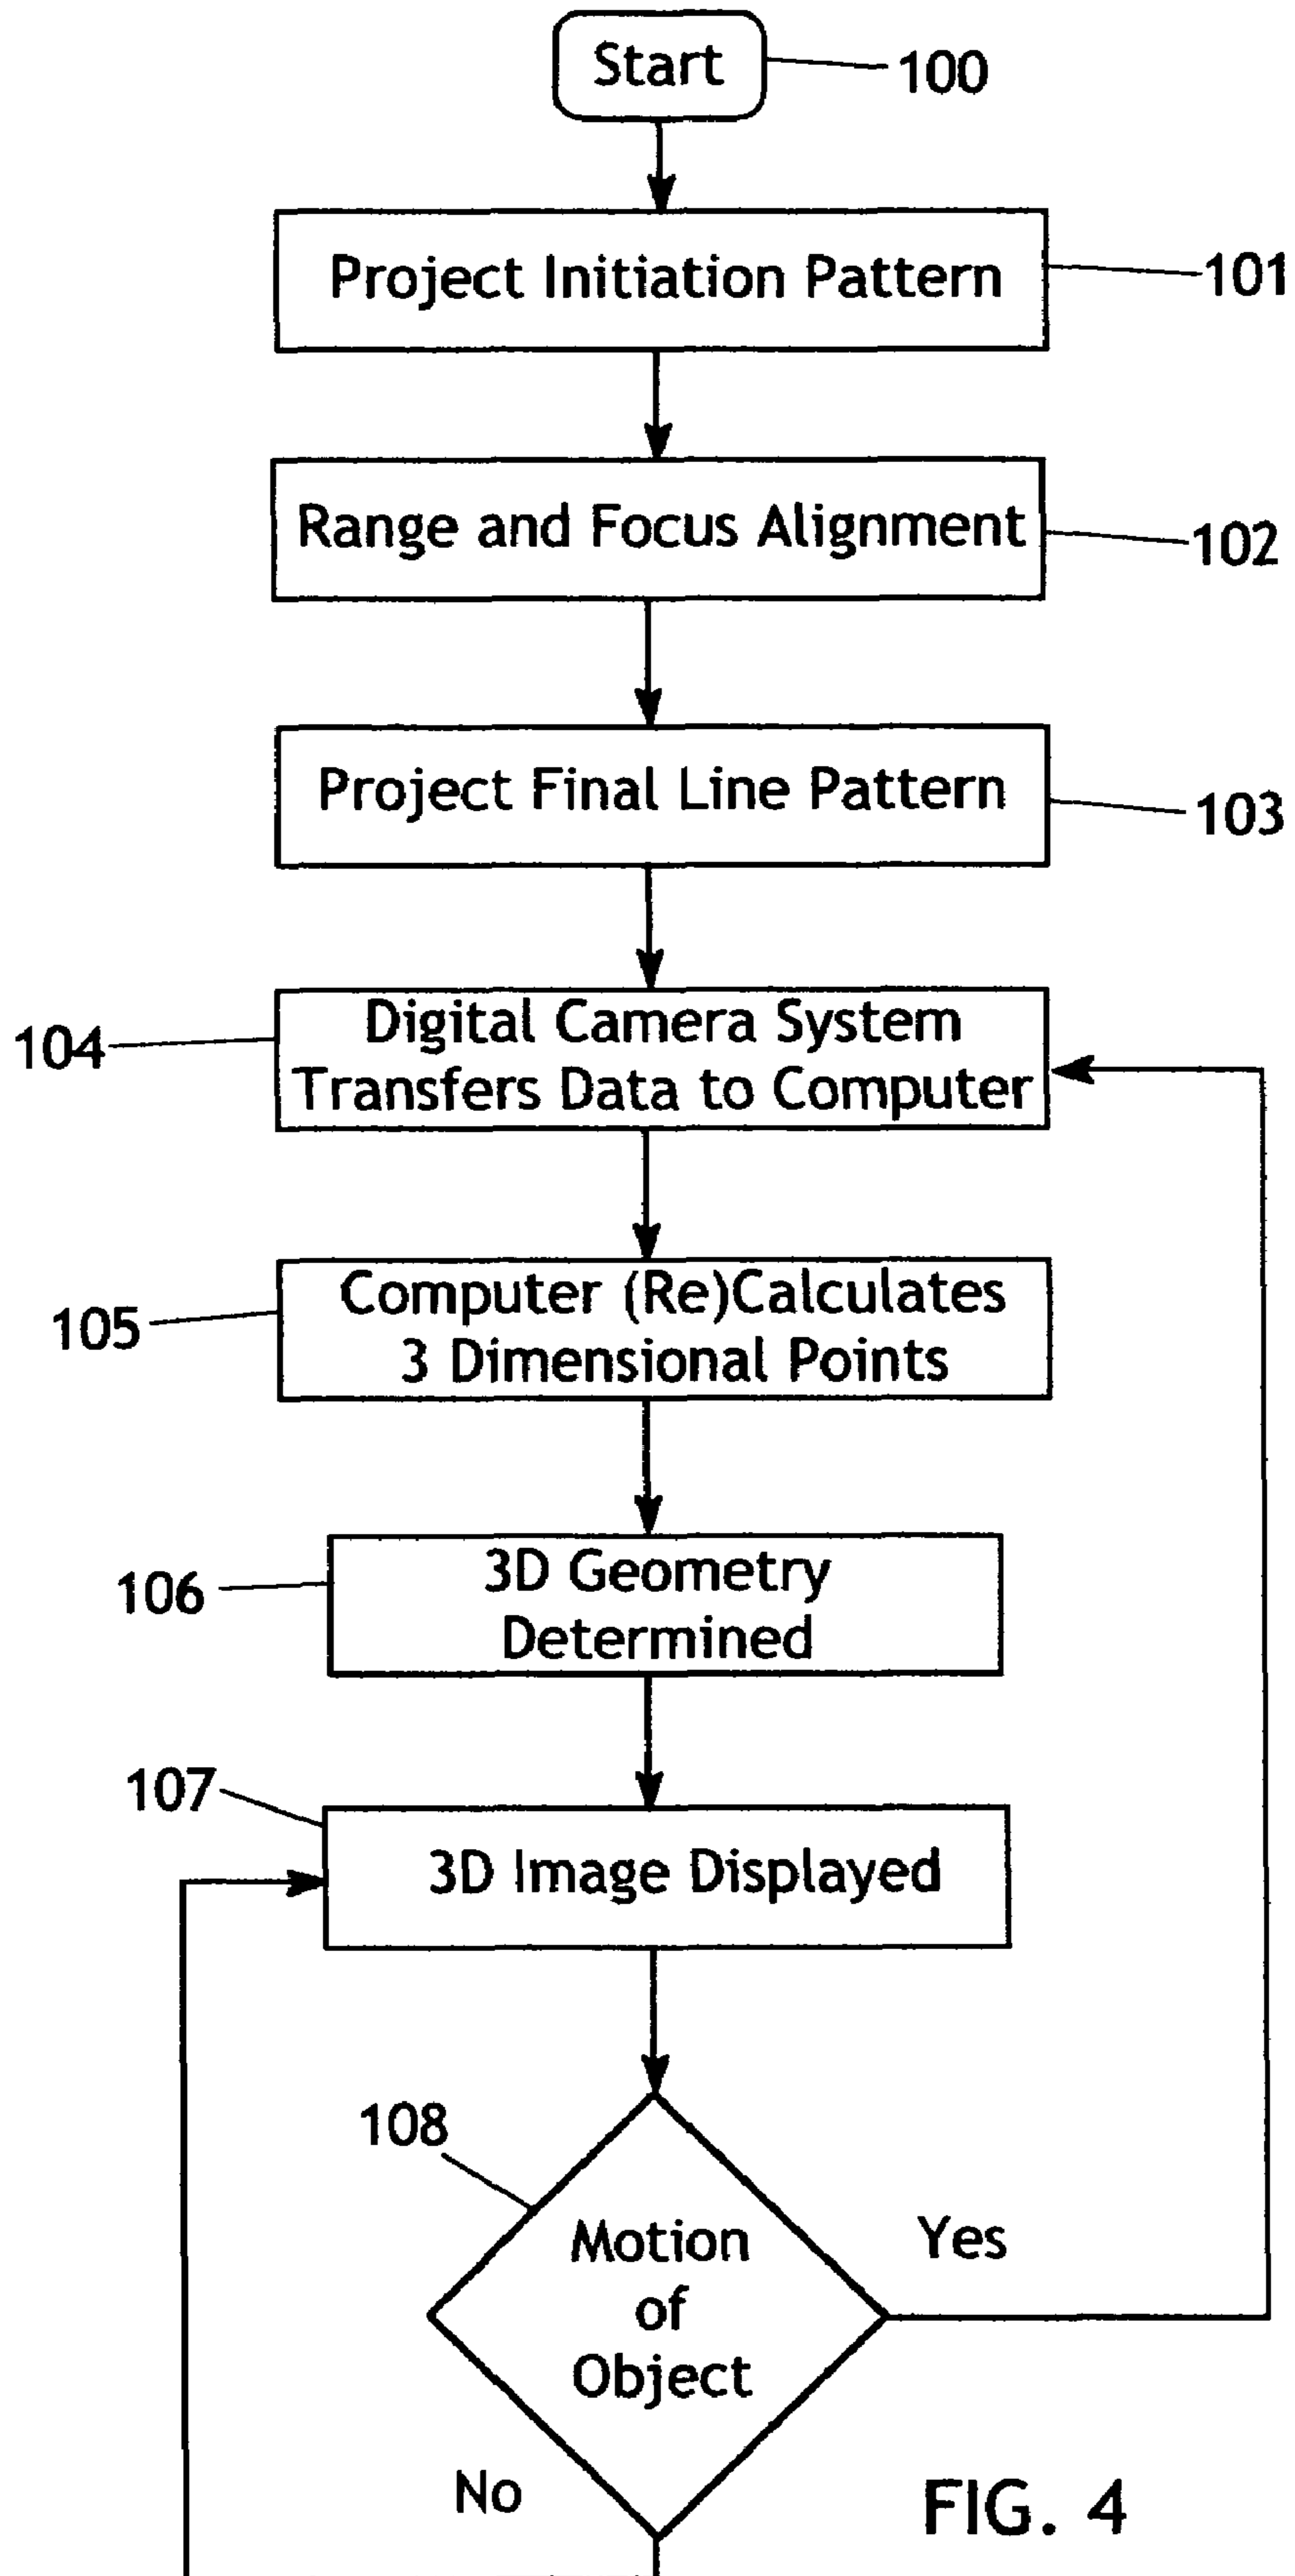 Start
100
Project Initiation Pattern
101
Range and Focus Alignment
102
Project Final Line Pattern
103
104
Digital Camera System
Transfers Data to Computer
105
Computer (Re)Calculates
3 Dimensional Points
106
3D Geometry
Determined
107
3D Image Displayed
108
Motion
of
Object
Yes
No
FIG. 4